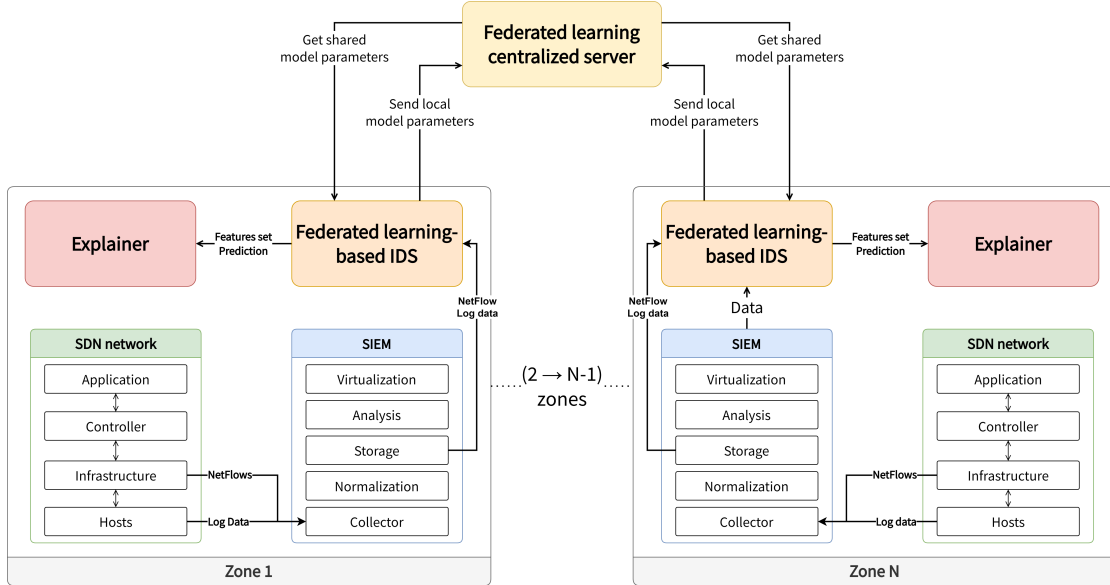 Federated learning
centralized server
Get shared
model parameters
Send local
model parameters
Send local
model parameters
Get shared
model parameters
Explainer
Features set
Prediction
Federated learning-
based IDS
NetFlow
Log data
SDN network
Application
Controller
Infrastructure
Hosts
NetFlows
Log Data
SIEM
Virtualization
Analysis
Storage
Normalization
Collector
Zone 1
(2 → N-1)
zones
Federated learning-
based IDS
Features set
Prediction
Explainer
NetFlow
Log data
Data
SIEM
Virtualization
Analysis
Storage
Normalization
Collector
NetFlows
Log data
SDN network
Application
Controller
Infrastructure
Hosts
Zone N